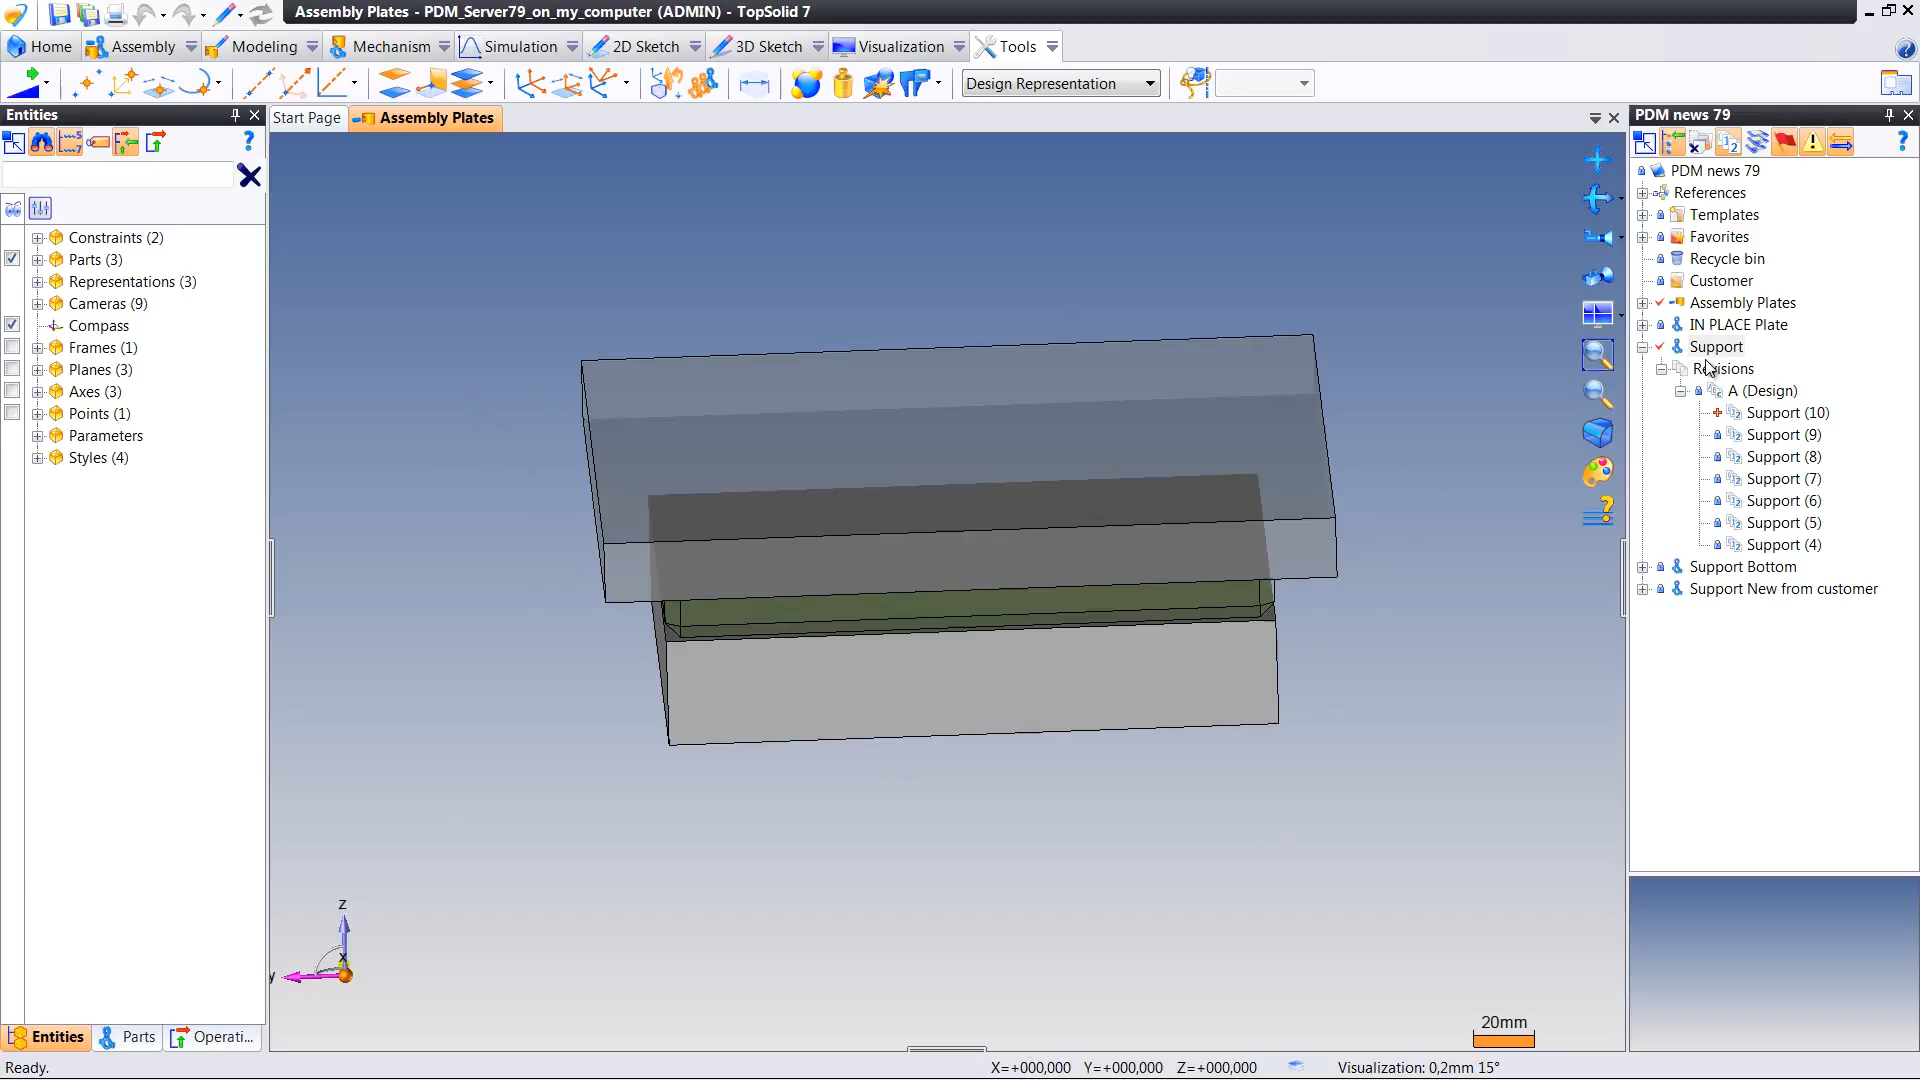 Assembly Plates - PDM_Server79_on_my_computer (ADMIN) - TopSolid 7
Home Assembly Modeling Mechanism Simulation 2D Sketch 3D Sketch Visualization Tools
Design Representation
Entities
Start Page Assembly Plates
PDM news 79
Constraints (2)
Parts (3)
Representations (3)
Cameras (9)
Compass
Frames (1)
Planes (3)
Axes (3)
Points (1)
Parameters
Styles (4)
PDM news 79
References
Templates
Favorites
Recycle bin
Customer
Assembly Plates
IN PLACE Plate
Support
Revisions
A (Design)
Support (10)
Support (9)
Support (8)
Support (7)
Support (6)
Support (5)
Support (4)
Support Bottom
Support New from customer
z
x
y
20mm
Entities Parts Operati...
Ready.
X=+000,000 Y=+000,000 Z=+000,000 Visualization: 0,2mm 15°